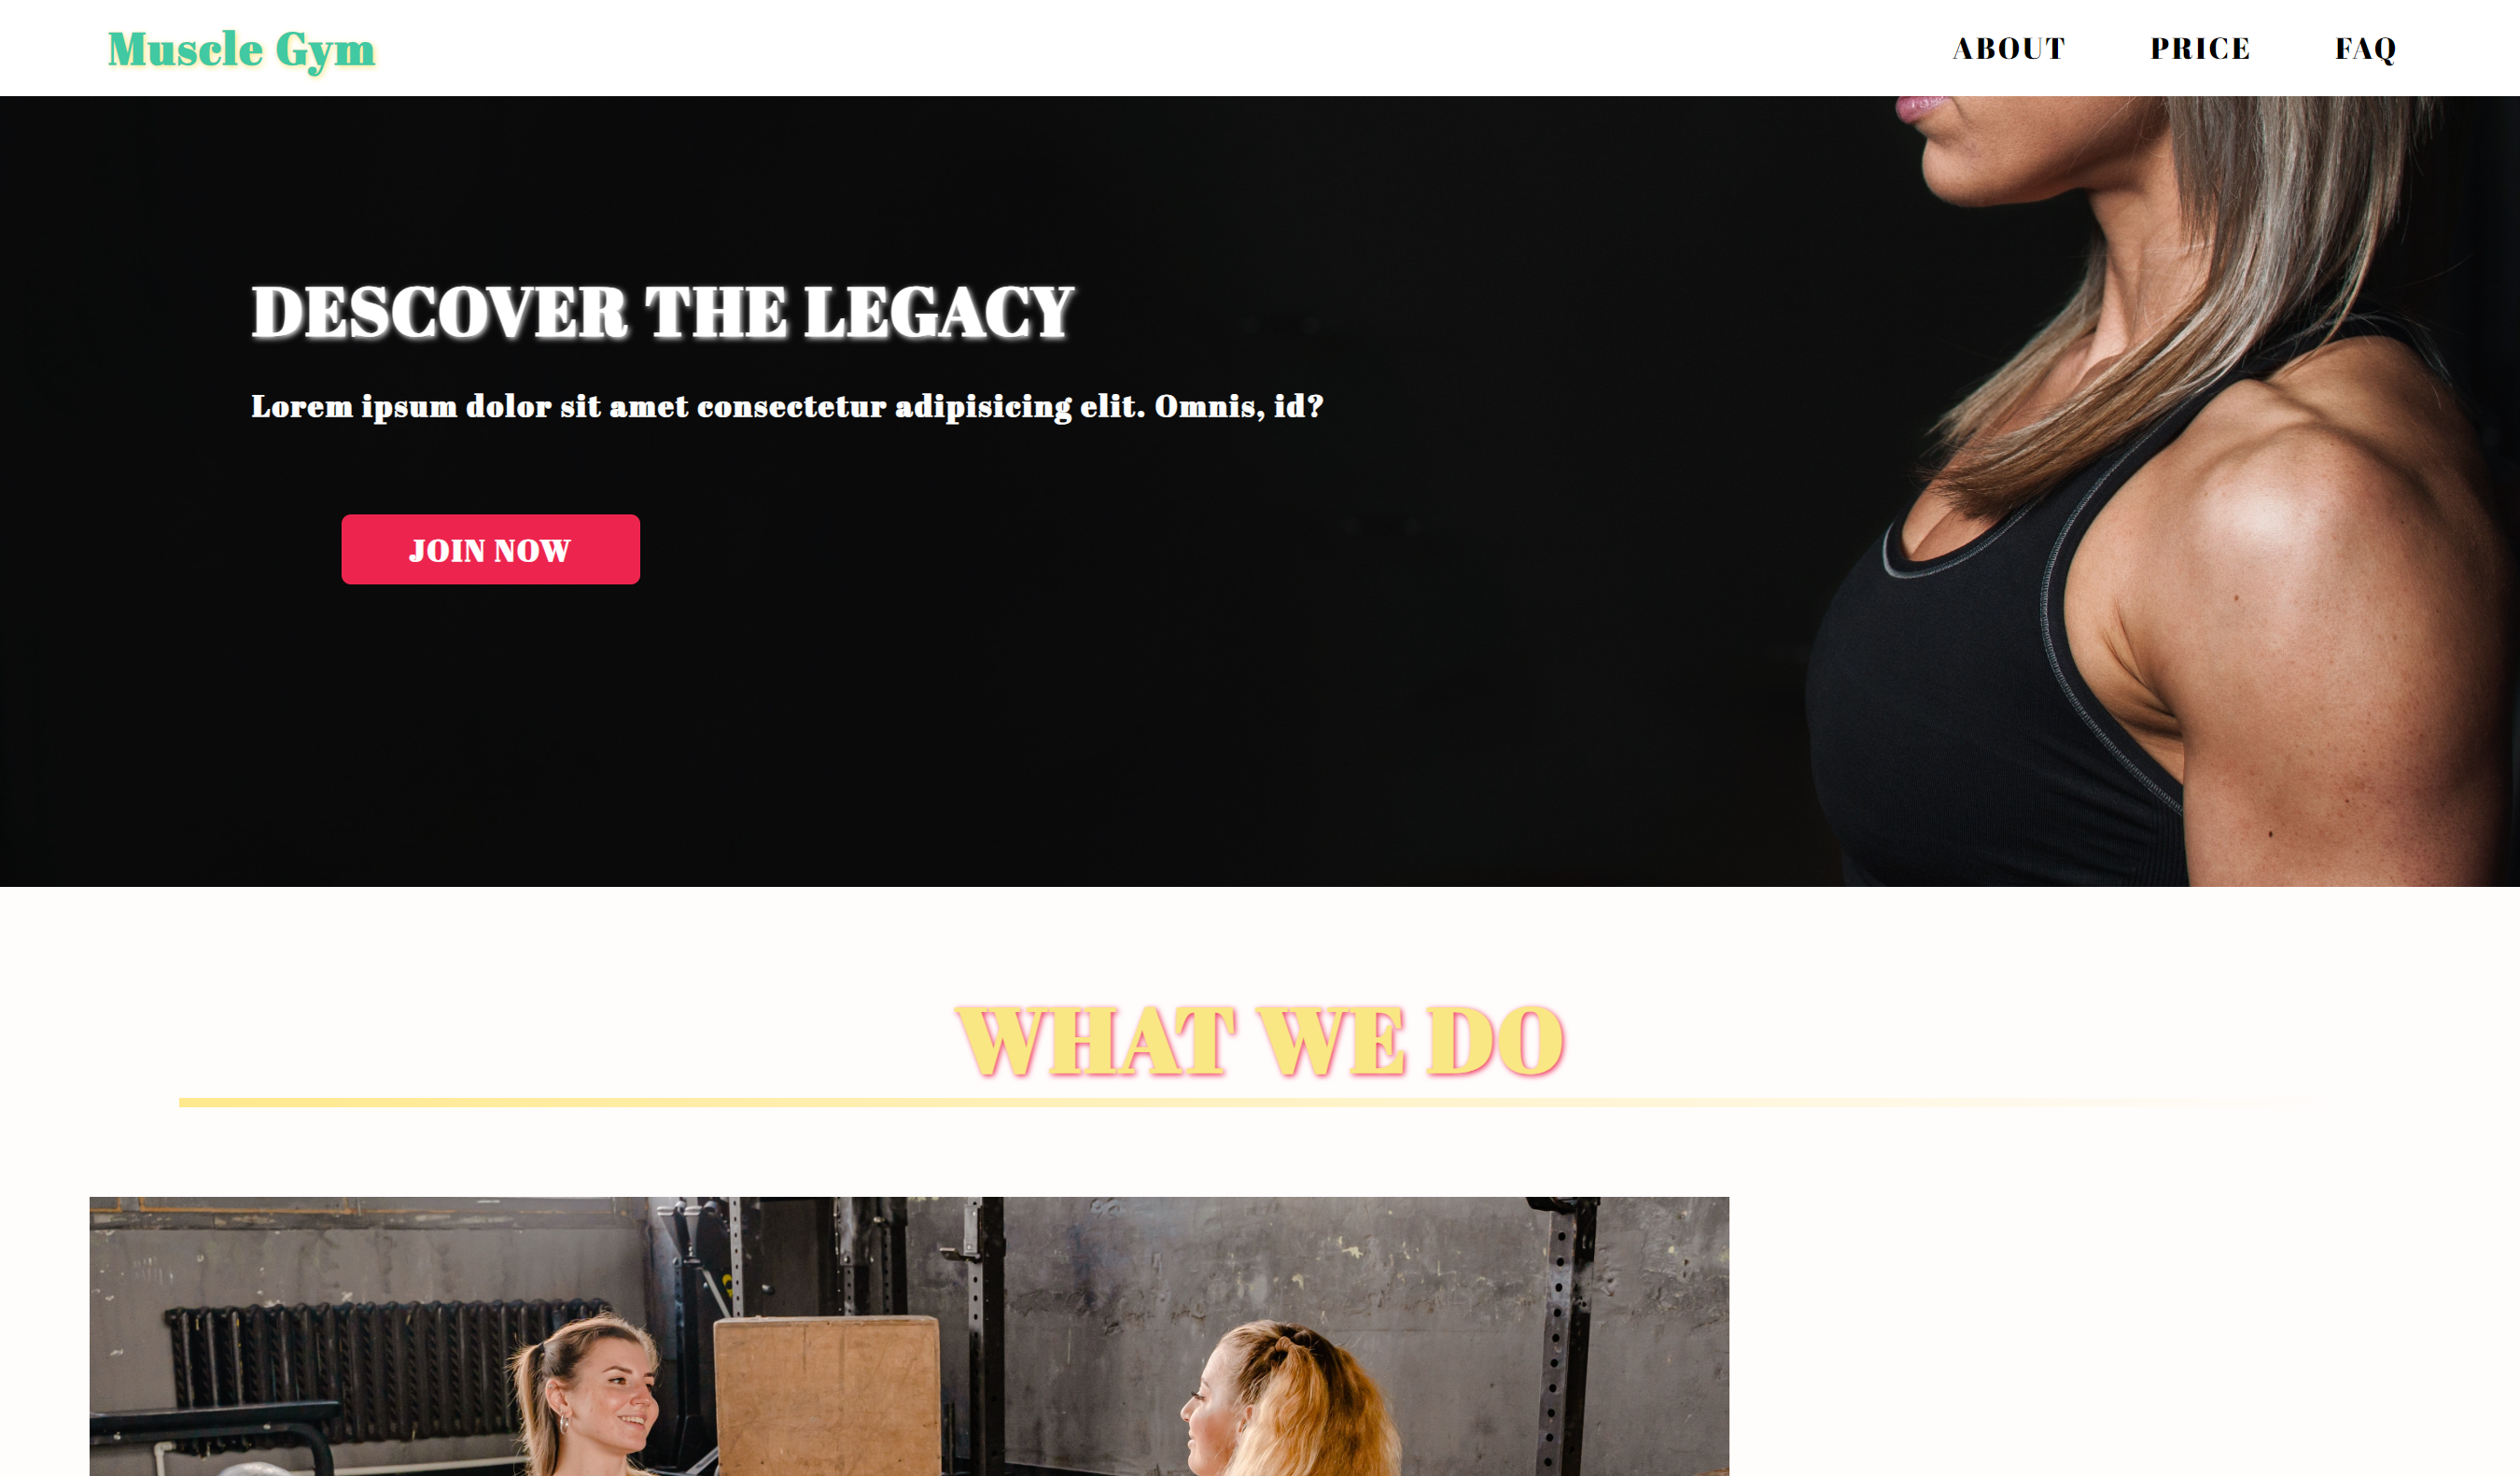 Muscle Gym
ABOUT PRICE FAQ
DESCOVER THE LEGACY
Lorem ipsum dolor sit amet consectetur adipisicing elit. Omnis, id?
JOIN NOW
WHAT WE DO